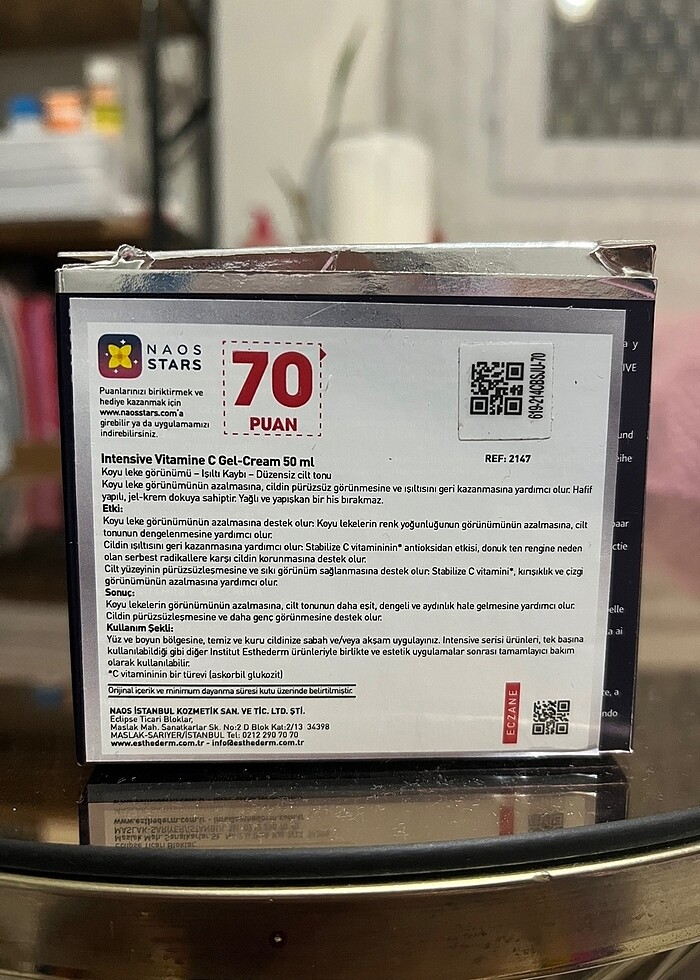 NAOS
STARS
70
PUAN
Puanlarınızı biriktirmek ve
hediye kazanmak için
www.naosstars.com'a
girebilir ya da uygulamamızı
indirebilirsiniz.
Intensive Vitamine C Gel-Cream 50 ml
REF: 2147
Koyu leke görünümü – Işıltı Kaybı – Düzensiz cilt tonu
Koyu leke görünümünün azalmasına, cildin pürüzsüz görünmesine ve ışıltısını geri kazanmasına yardımcı olur. Hafif
yapılı, jel-krem dokuya sahiptir. Yağlı ve yapışkan bir his bırakmaz.
Etki:
Koyu leke görünümünün azalmasına destek olur: Koyu lekelerin renk yoğunluğunun görünümünün azalmasına, cilt
tonunun dengelenmesine yardımcı olur.
Cildin ışıltısını geri kazanmasına yardımcı olur: Stabilize C vitamininin* antioksidan etkisi, donuk ten rengine neden
olan serbest radikallere karşı cildin korunmasına destek olur.
Cilt yüzeyinin pürüzsüzleşmesine ve sıkı görünüm sağlanmasına destek olur: Stabilize C vitamini*, kırışıklık ve çizgi
görünümünün azalmasına yardımcı olur.
Sonuç:
Koyu lekelerin görünümünün azalmasına, cilt tonunun daha eşit, dengeli ve aydınlık hale gelmesine yardımcı olur.
Cildin pürüzsüzleşmesine ve daha genç görünmesine destek olur.
Kullanım Şekli:
Yüz ve boyun bölgesine, temiz ve kuru cildinize sabah ve/veya akşam uygulayınız. Intensive serisi ürünleri, tek başına
kullanılabildiği gibi diğer Institut Esthederm ürünleriyle birlikte ve estetik uygulamalar sonrası tamamlayıcı bakım
olarak kullanılabilir.
*C vitamininin bir türevi (askorbil glukozit)
Orijinal içerik ve minimum dayanma süresi kutu üzerinde belirtilmiştir.
NAOS İSTANBUL KOZMETİK SAN. VE TİC. LTD. ŞTİ.
Eclipse Ticari Bloklar,
Maslak Mah. Sanatkarlar Sk. No:2 D Blok Kat:2/13 34398
MASLAK-SARIYER/İSTANBUL Tel: 0212 290 70 70
www.esthederm.com.tr - info@esthederm.com.tr
ECZANE